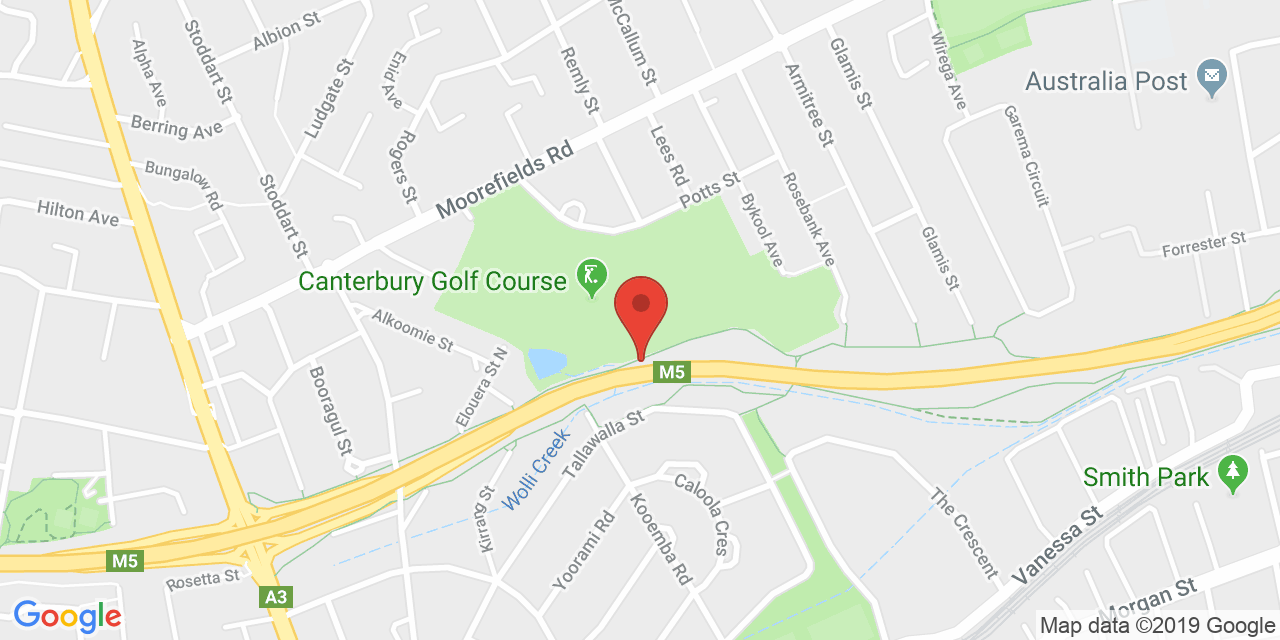 Albion St
McCallum St
Stoddart St
Alpha Ave
Ludgate St
Enid Ave
Remly St
Glamis St
Wirega Ave
Armitree St
Australia Post
Berring Ave
Rogers St
Moorefields Rd
Lees Rd
Garema Circuit
Bungalow Rd
Stoddart St
Potts St
Rosebank Ave
Bykool Ave
Hilton Ave
Glamis St
Forrester St
Canterbury Golf Course
Alkoomie St
Elouera St N
M5
Booragul St
Tallawalla St
Wolli Creek
Smith Park
Caloola Cres
Kirrang St
Kooemba Rd
The Crescent
Yoorami Rd
Vanessa St
M5
Rosetta St
A3
Morgan St
Google
Map data ©2019 Google